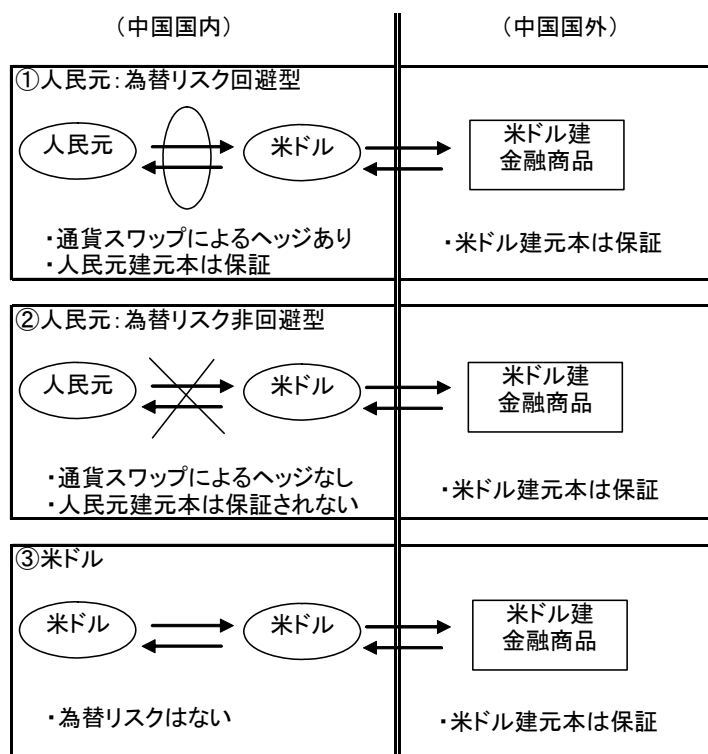 （中国国内）
（中国国外）
①人民元：為替リスク回避型
人民元
米ドル
米ドル建
金融商品
・通貨スワップによるヘッジあり
・人民元建元本は保証
・米ドル建元本は保証
②人民元：為替リスク非回避型
人民元
米ドル
米ドル建
金融商品
・通貨スワップによるヘッジなし
・人民元建元本は保証されない
・米ドル建元本は保証
③米ドル
米ドル
米ドル
米ドル建
金融商品
・為替リスクはない
・米ドル建元本は保証